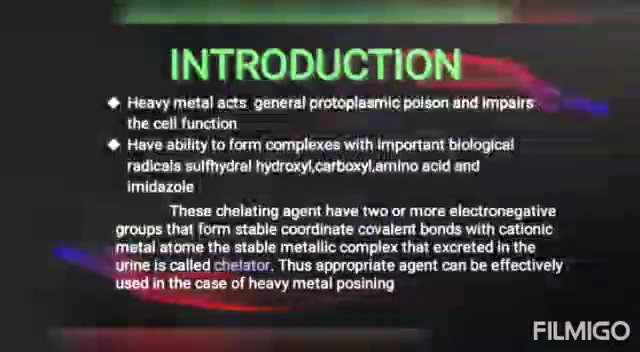 INTRODUCTION
◆ Heavy metal acts general protoplasmic poison and impairs
the cell function
◆ Have ability to form complexes with important biological
radicals sulfhydral hydroxyl,carboxyl,amino acid and
imidazole
These chelating agent have two or more electronegative
groups that form stable coordinate covalent bonds with cationic
metal atome the stable metallic complex that excreted in the
urine is called chelator. Thus appropriate agent can be effectively
used in the case of heavy metal posining
FILMIGO